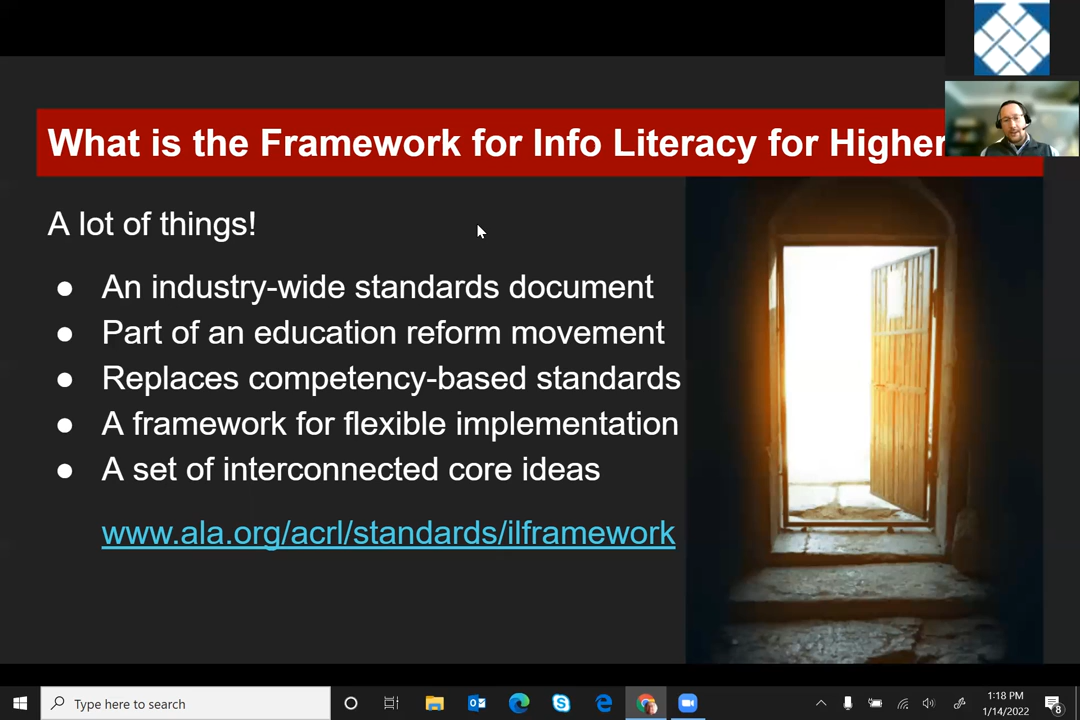 What is the Framework for Info Literacy for Higher
A lot of things!
● An industry-wide standards document
● Part of an education reform movement
● Replaces competency-based standards
● A framework for flexible implementation
● A set of interconnected core ideas
www.ala.org/acrl/standards/ilframework
Type here to search
1:18 PM
1/14/2022
8